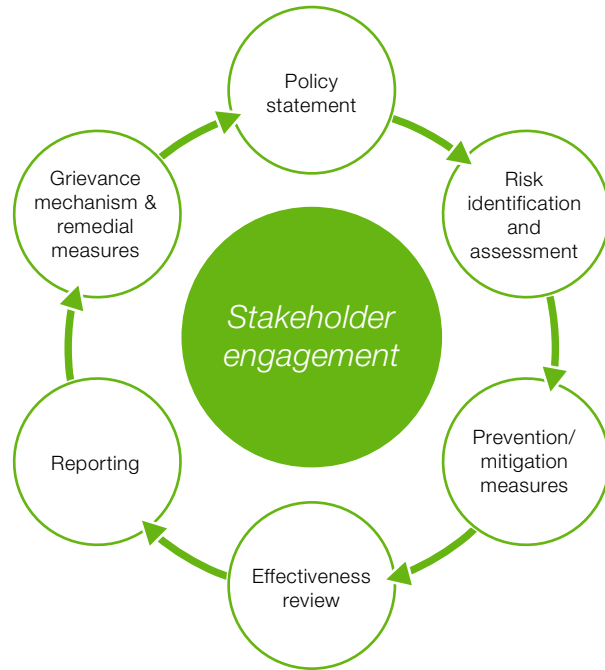 Policy
statement
Risk
identification
and
assessment
Prevention/
mitigation
measures
Effectiveness
review
Reporting
Grievance
mechanism &
remedial
measures
Stakeholder
engagement